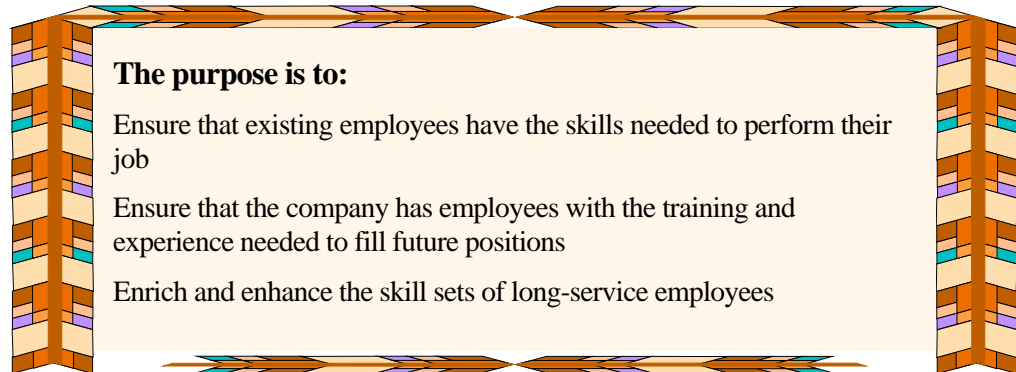 The purpose is to:
Ensure that existing employees have the skills needed to perform their
job
Ensure that the company has employees with the training and
experience needed to fill future positions
Enrich and enhance the skill sets of long-service employees